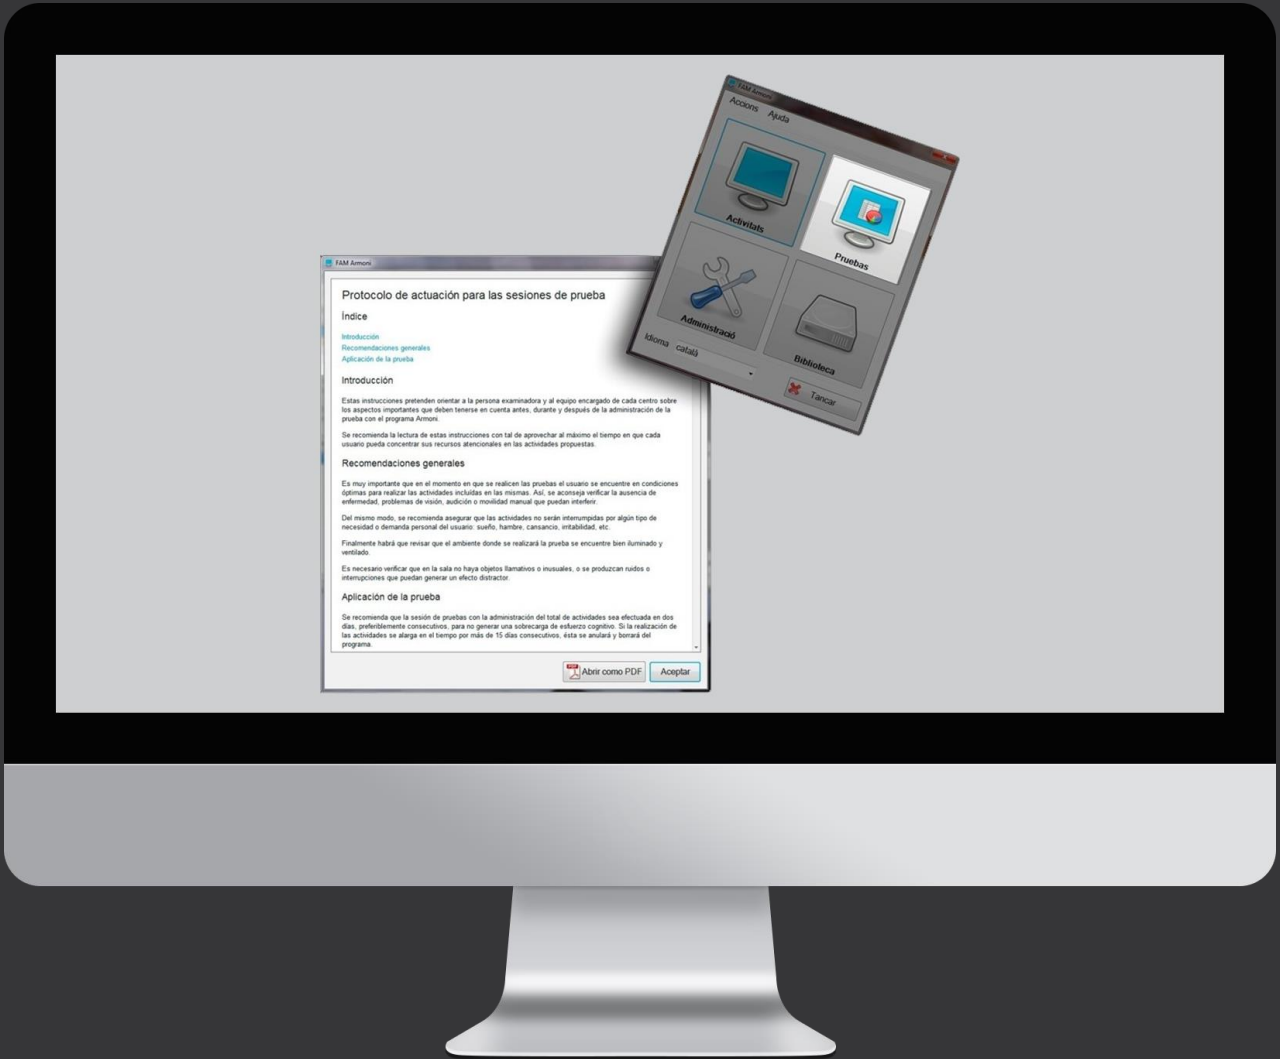 FAM Armoni
Accions Ajuda
Activitats
Pruebas
Administració
Biblioteca
Idioma català
Tancar
FAM Armoni
Protocolo de actuación para las sesiones de prueba
Índice
Introducción
Recomendaciones generales
Aplicación de la prueba
Introducción
Estas instrucciones pretenden orientar a la persona examinadora y al equipo encargado de cada centro sobre
los aspectos importantes que deben tenerse en cuenta antes, durante y después de la administración de la
prueba con el programa Armoni.
Se recomienda la lectura de estas instrucciones con tal de aprovechar al máximo el tiempo en que cada
usuario pueda concentrar sus recursos atencionales en las actividades propuestas.
Recomendaciones generales
Es muy importante que en el momento en que se realicen las pruebas el usuario se encuentre en condiciones
óptimas para realizar las actividades incluídas en las mismas. Así, se aconseja verificar la ausencia de
enfermedad, problemas de visión, audición o movilidad manual que puedan interferir.
Del mismo modo, se recomienda asegurar que las actividades no serán interrumpidas por algún tipo de
necesidad o demanda personal del usuario: sueño, hambre, cansancio, irritabilidad, etc.
Finalmente habrá que revisar que el ambiente donde se realizará la prueba se encuentre bien iluminado y
ventilado.
Es necesario verificar que en la sala no haya objetos llamativos o inusuales, o se produzcan ruidos o
interrupciones que puedan generar un efecto distractor.
Aplicación de la prueba
Se recomienda que la sesión de pruebas con la administración del total de actividades sea efectuada en dos
días, preferiblemente consecutivos, para no generar una sobrecarga de esfuerzo cognitivo. Si la realización de
las actividades se alarga en el tiempo por más de 15 días consecutivos, ésta se anulará y borrará del
programa.
Abrir como PDF Aceptar